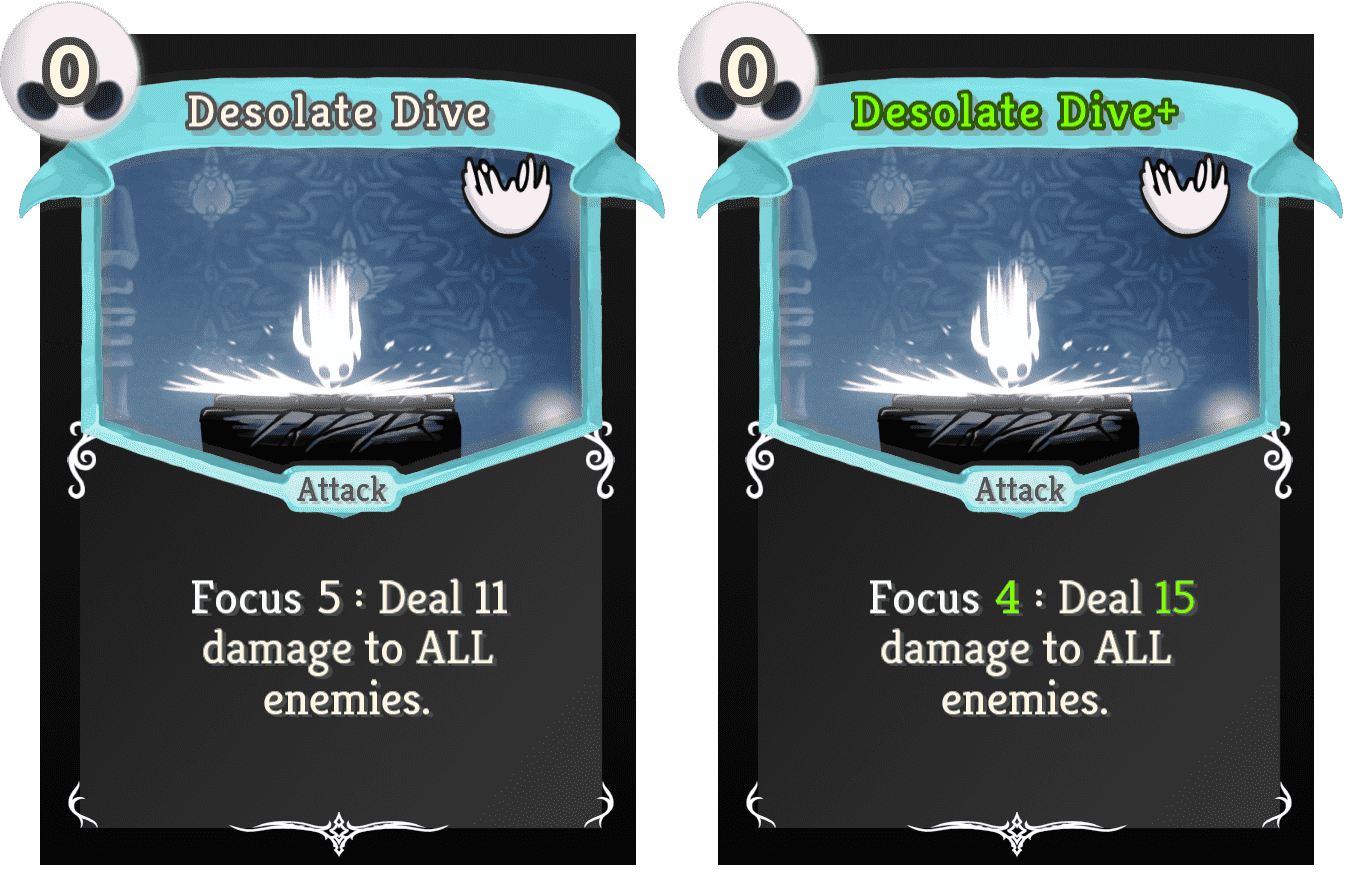 0
Desolate Dive
Attack
Focus 5 : Deal 11
damage to ALL
enemies.
0
Desolate Dive+
Attack
Focus 4 : Deal 15
damage to ALL
enemies.